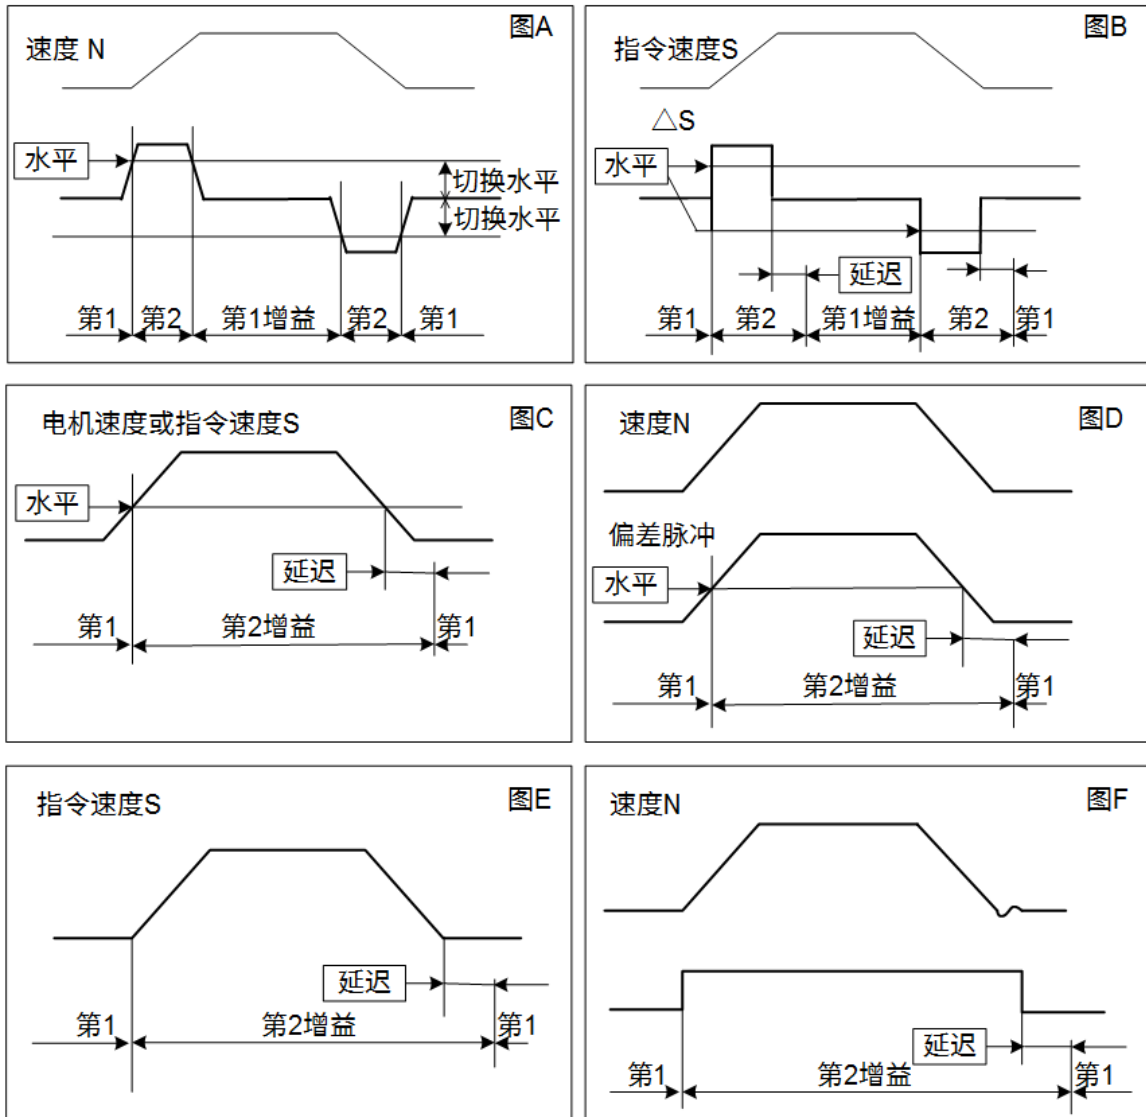 图A
速度 N
水平
切换水平
切换水平
第1 第2 第1增益 第2 第1
图B
指令速度S
△S
水平
延迟
第1 第2 第1增益 第2 第1
图C
电机速度或指令速度S
水平
延迟
第1 第2增益 第1
图D
速度N
偏差脉冲
水平
延迟
第1 第2增益 第1
图E
指令速度S
延迟
第1 第2增益 第1
图F
速度N
延迟
第1 第2增益 第1